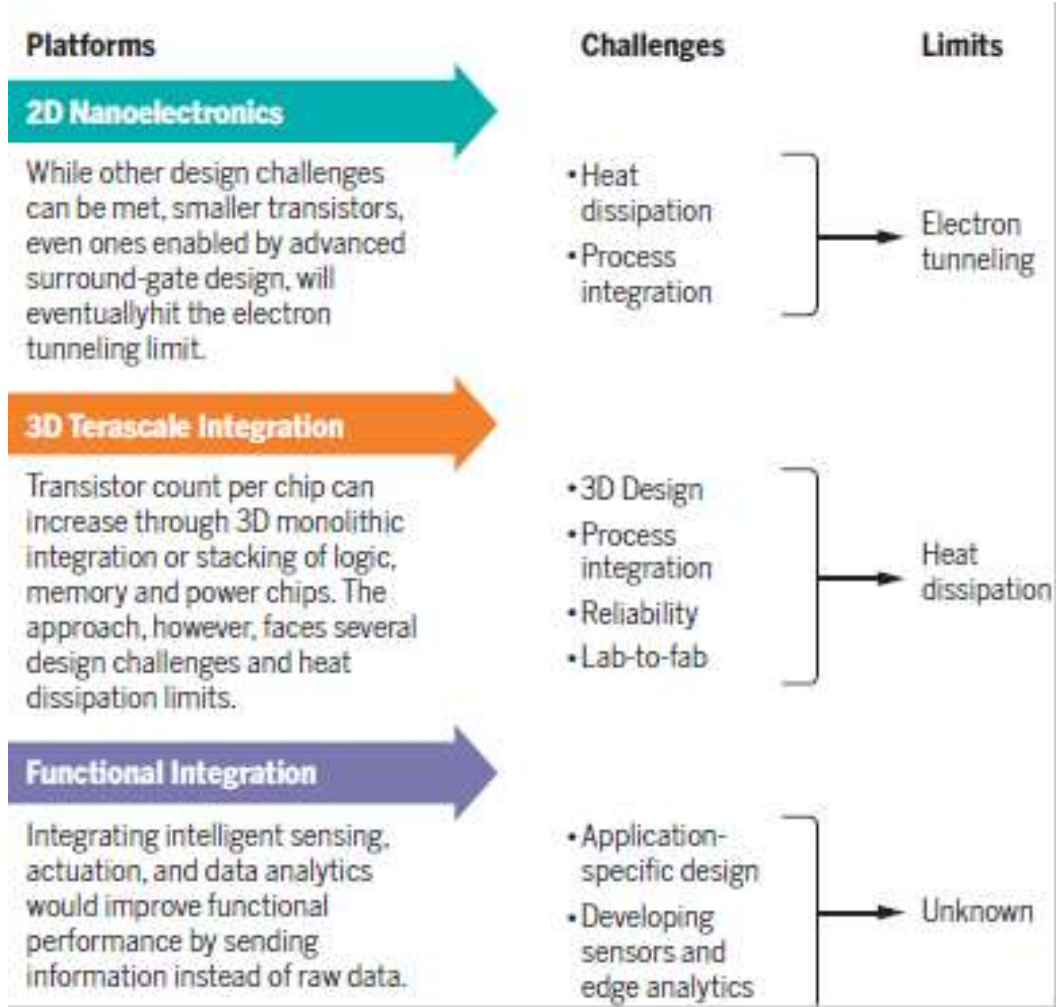 Platforms
Challenges
Limits
2D Nanoelectronics
While other design challenges
can be met, smaller transistors,
even ones enabled by advanced
surround-gate design, will
eventuallyhit the electron
tunneling limit.
•Heat
dissipation
•Process
integration
Electron
tunneling
3D Terascale Integration
Transistor count per chip can
increase through 3D monolithic
integration or stacking of logic,
memory and power chips. The
approach, however, faces several
design challenges and heat
dissipation limits.
•3D Design
•Process
integration
•Reliability
•Lab-to-fab
Heat
dissipation
Functional Integration
Integrating intelligent sensing,
actuation, and data analytics
would improve functional
performance by sending
information instead of raw data.
•Application-
specific design
•Developing
sensors and
edge analytics
Unknown